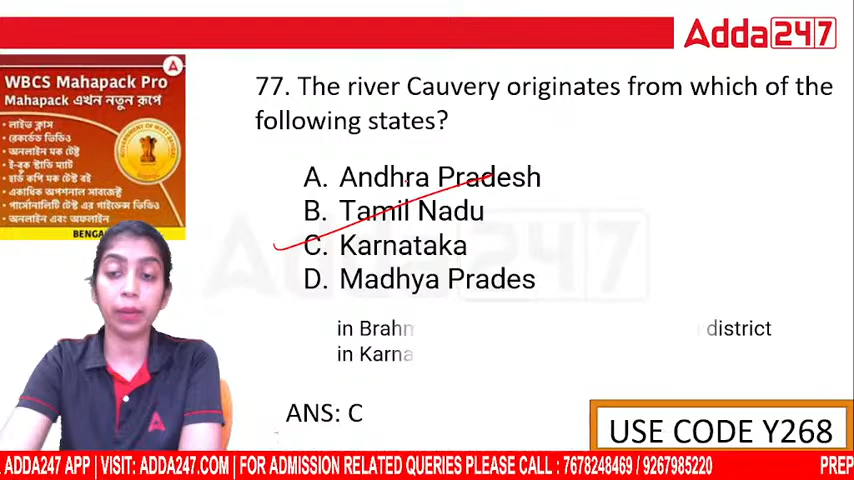 Adda247
A
WBCS Mahapack Pro
Mahapack এখন নতুন রূপে
• লাইভ ক্লাস
• রেকর্ডেড ভিডিও
• অনলাইন মক টেস্ট
• ই-বুক স্টাডি ম্যাট
• হার্ড কপি মক টেস্ট বই
• একাধিক অপশনাল সাবজেক্ট
• পার্সোনালিটি টেস্ট এর গাইডেন্স ভিডিও
• অনলাইন এবং অফলাইন
BENGA
77. The river Cauvery originates from which of the
following states?
A. Andhra Pradesh
B. Tamil Nadu
C. Karnataka
D. Madhya Prades
in Brahm district
in Karna
ANS: C
USE CODE Y268
ADDA247 APP | VISIT: ADDA247.COM | FOR ADMISSION RELATED QUERIES PLEASE CALL : 7678248469 / 9267985220 PREP